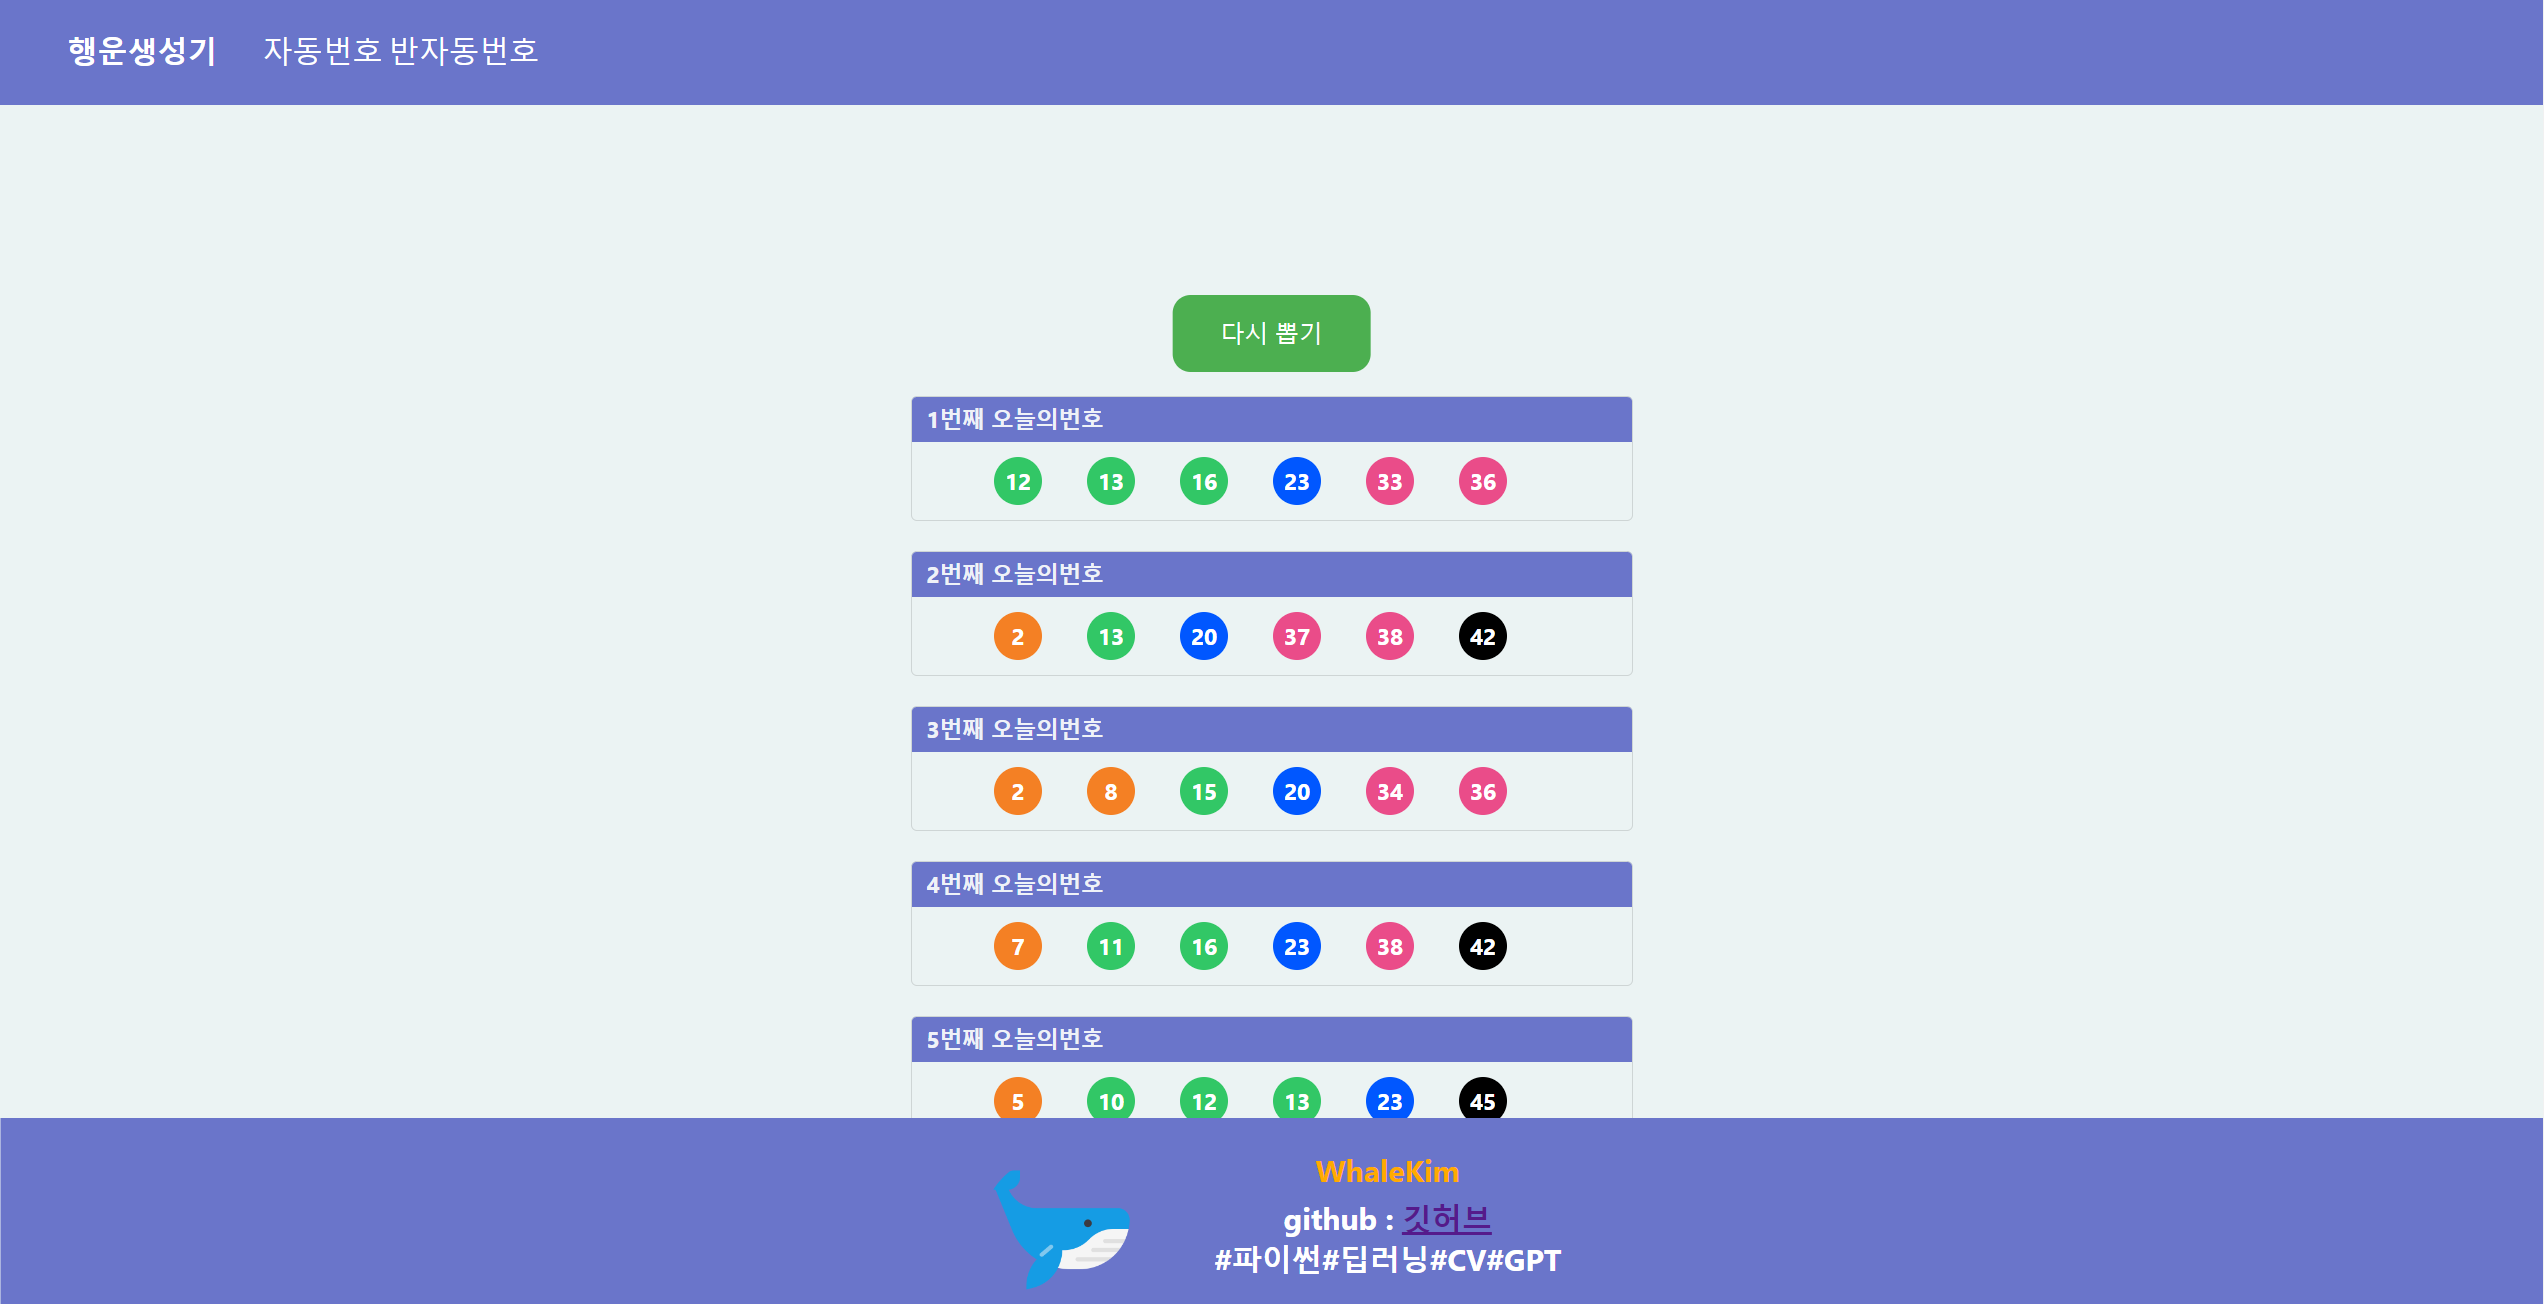 행운생성기 자동번호 반자동번호
다시 뽑기
1번째 오늘의번호
12 13 16 23 33 36
2번째 오늘의번호
2 13 20 37 38 42
3번째 오늘의번호
2 8 15 20 34 36
4번째 오늘의번호
7 11 16 23 38 42
5번째 오늘의번호
5 10 12 13 23 45
WhaleKim
github : 깃허브
#파이썬#딥러닝#CV#GPT